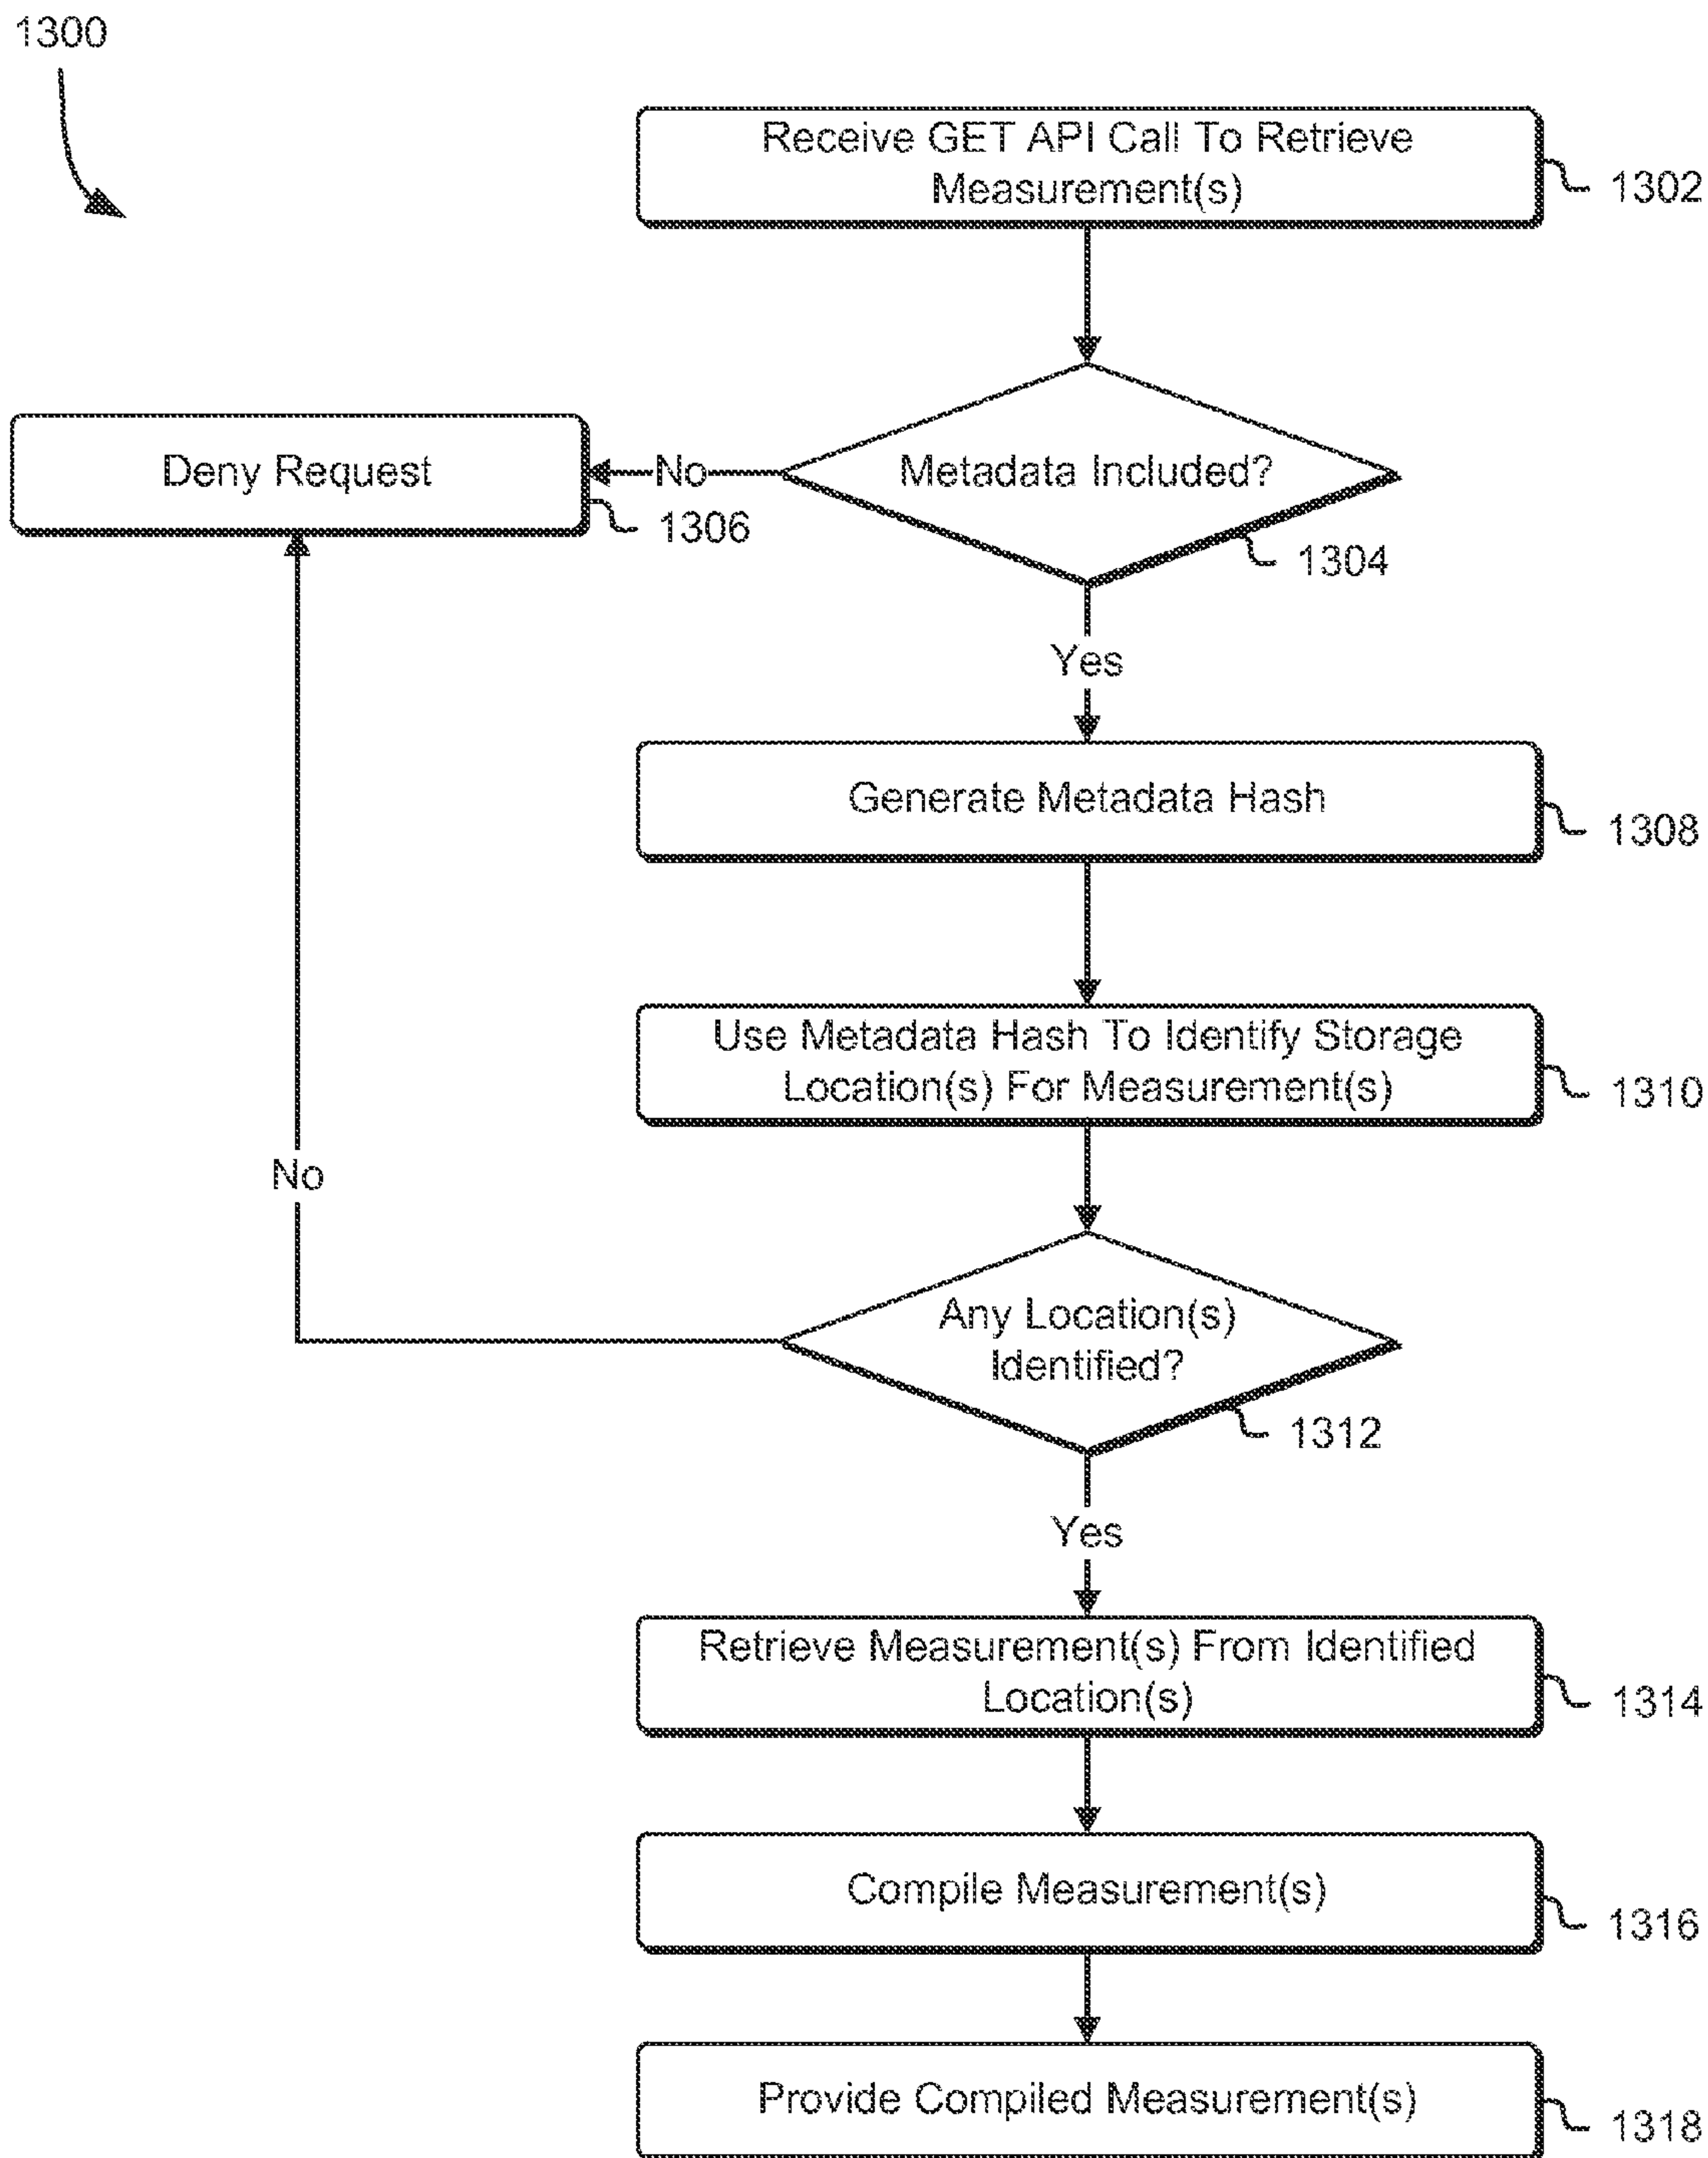 1300
Receive GET API Call To Retrieve
Measurement(s)
1302
Metadata Included?
1304
No
Deny Request
1306
Yes
Generate Metadata Hash
1308
Use Metadata Hash To Identify Storage
Location(s) For Measurement(s)
1310
Any Location(s)
Identified?
1312
No
Yes
Retrieve Measurement(s) From Identified
Location(s)
1314
Compile Measurement(s)
1316
Provide Compiled Measurement(s)
1318